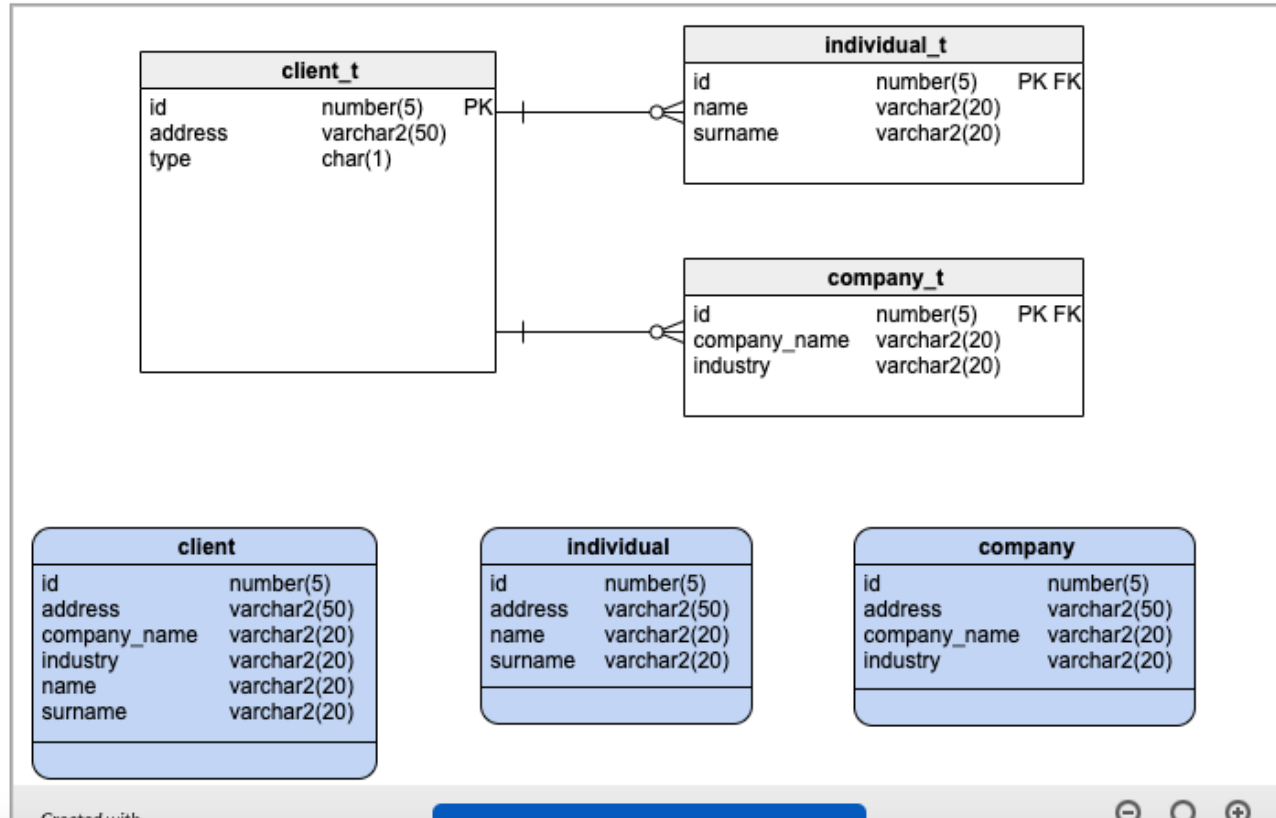 client_t
id number(5) PK
address varchar2(50)
type char(1)
individual_t
id number(5) PK FK
name varchar2(20)
surname varchar2(20)
company_t
id number(5) PK FK
company_name varchar2(20)
industry varchar2(20)
client
id number(5)
address varchar2(50)
company_name varchar2(20)
industry varchar2(20)
name varchar2(20)
surname varchar2(20)
individual
id number(5)
address varchar2(50)
name varchar2(20)
surname varchar2(20)
company
id number(5)
address varchar2(50)
company_name varchar2(20)
industry varchar2(20)
Created with